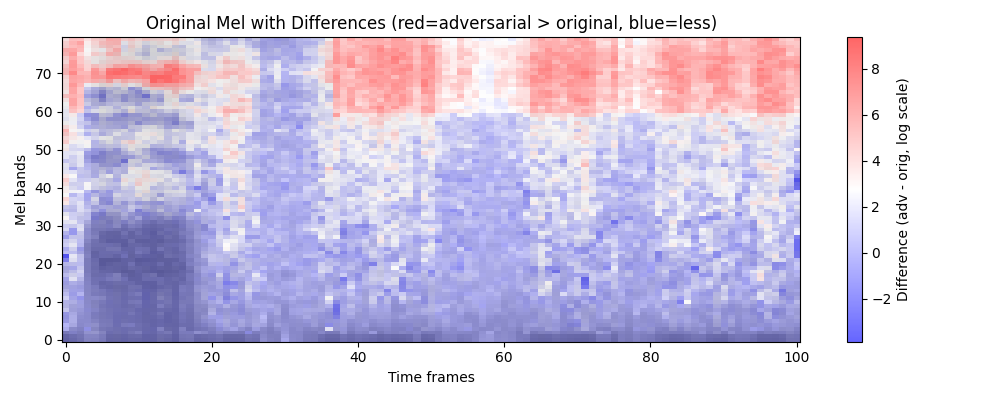 Original Mel with Differences (red=adversarial > original, blue=less)
Mel bands
70
60
50
40
30
20
10
0
0 20 40 60 80 100
Time frames
8
6
4
2
0
−2
Difference (adv - orig, log scale)